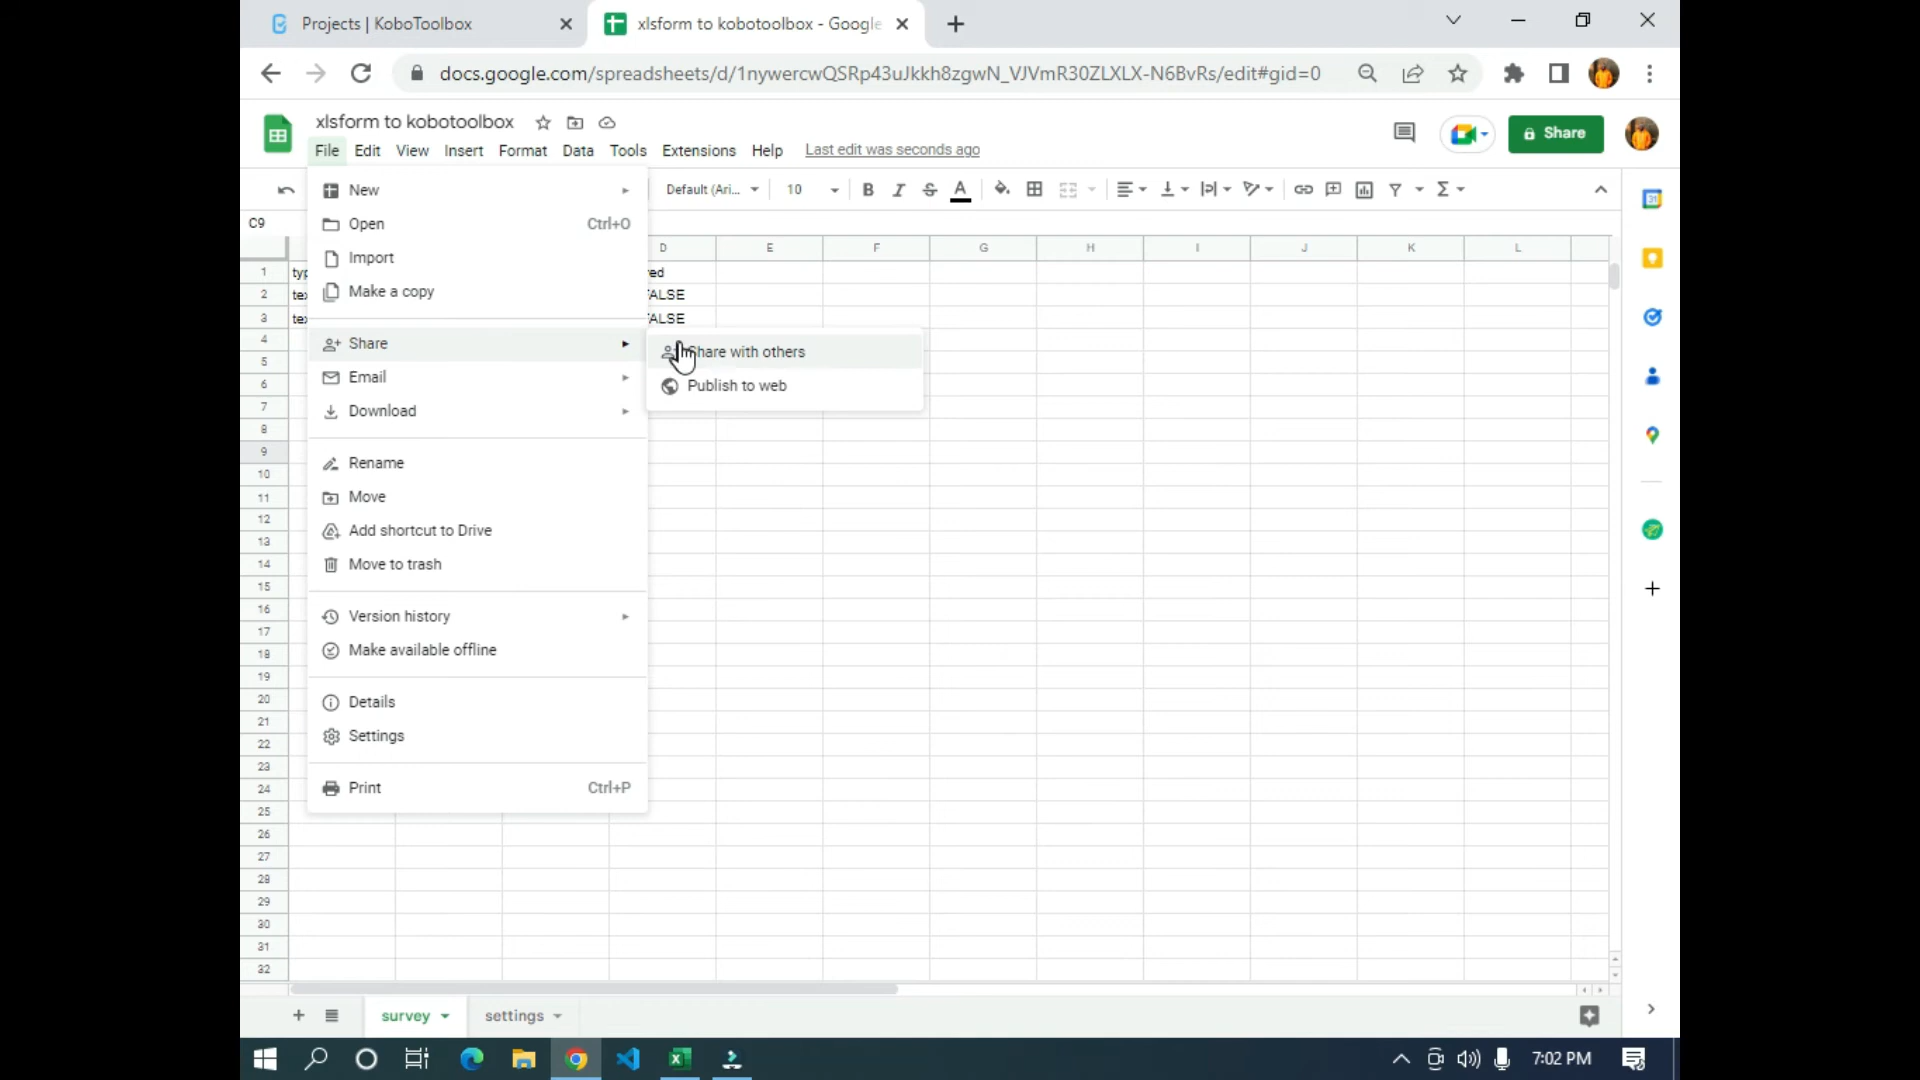 Projects | KoboToolbox
xlsform to kobotoolbox - Google
docs.google.com/spreadsheets/d/1nywercwQSRp43uJkkh8zgwN_VJVmR30ZLXLX-N6BvRs/edit#gid=0
xlsform to kobotoolbox
File Edit View Insert Format Data Tools Extensions Help Last edit was seconds ago
Share
Default (Ari... 10
C9
D E F G H I J K L
New
Open Ctrl+O
Import
Make a copy
Share
Email
Download
Rename
Move
Add shortcut to Drive
Move to trash
Version history
Make available offline
Details
Settings
Print Ctrl+P
Share with others
Publish to web
1 typ red
2 tex ALSE
3 tex ALSE
4
5
6
7
8
9
10
11
12
13
14
15
16
17
18
19
20
21
22
23
24
25
26
27
28
29
30
31
32
survey settings
7:02 PM